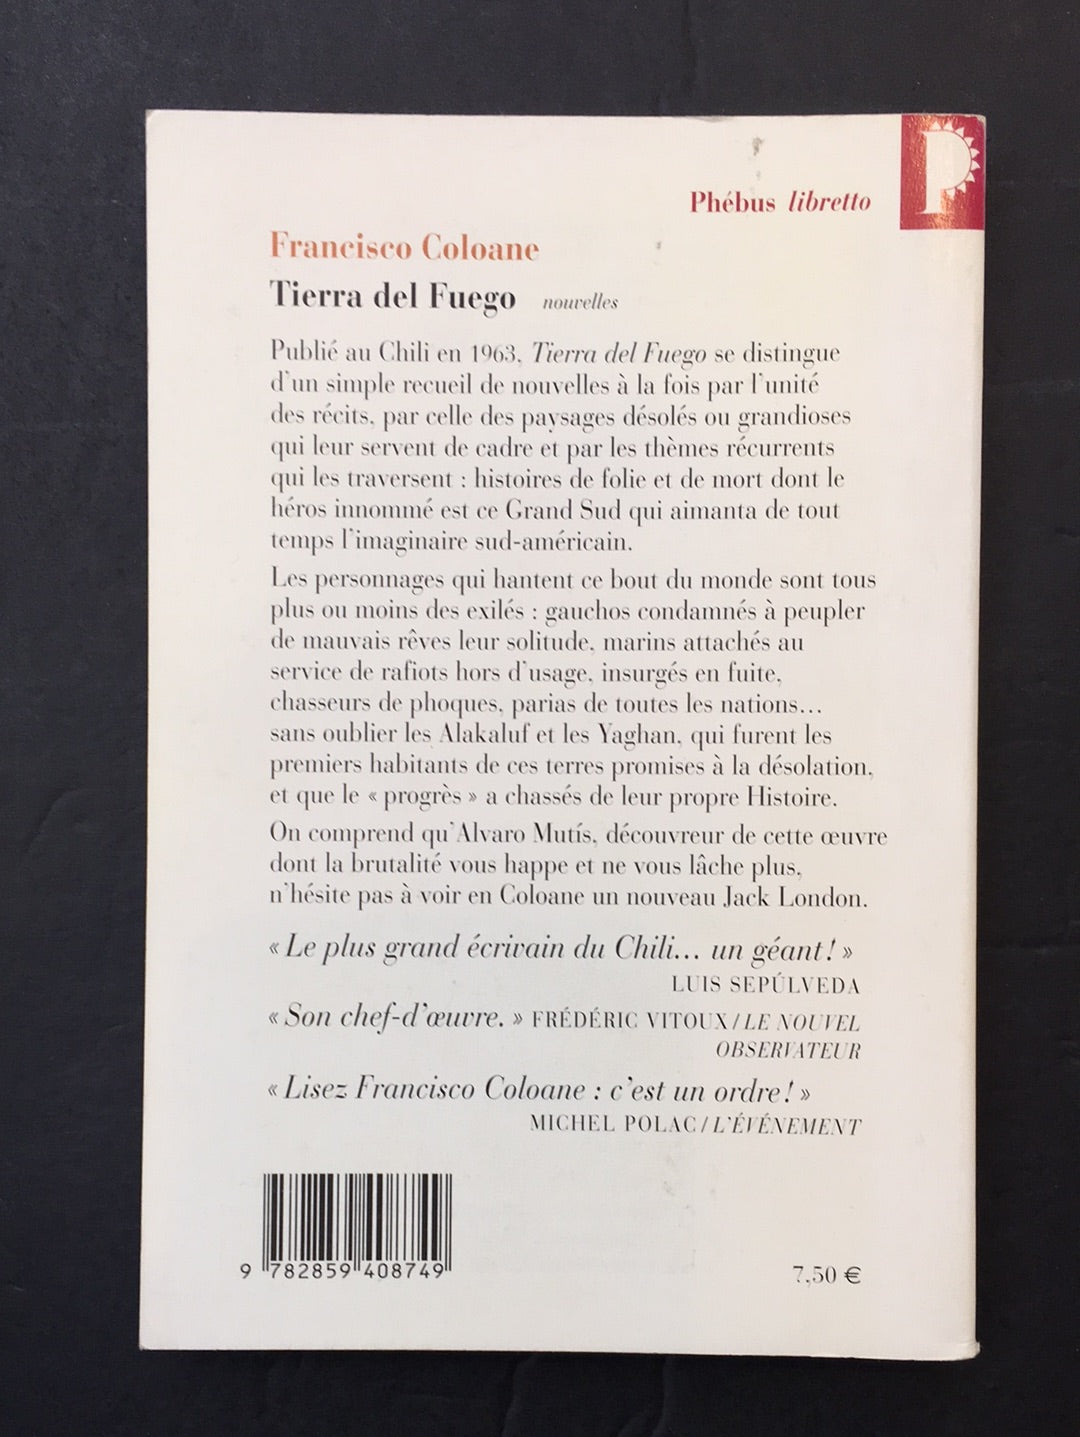 Phébus libretto
P
Francisco Coloane
Tierra del Fuego nouvelles
Publié au Chili en 1963, Tierra del Fuego se distingue
d'un simple recueil de nouvelles à la fois par l'unité
des récits, par celle des paysages désolés ou grandioses
qui leur servent de cadre et par les thèmes récurrents
qui les traversent : histoires de folie et de mort dont le
héros innommé est ce Grand Sud qui aimanta de tout
temps l'imaginaire sud-américain.
Les personnages qui hantent ce bout du monde sont tous
plus ou moins des exilés : gauchos condamnés à peupler
de mauvais rêves leur solitude, marins attachés au
service de rafiots hors d'usage, insurgés en fuite,
chasseurs de phoques, parias de toutes les nations...
sans oublier les Alakaluf et les Yaghan, qui furent les
premiers habitants de ces terres promises à la désolation,
et que le « progrès » a chassés de leur propre Histoire.
On comprend qu'Alvaro Mutís, découvreur de cette œuvre
dont la brutalité vous happe et ne vous lâche plus,
n'hésite pas à voir en Coloane un nouveau Jack London.
« Le plus grand écrivain du Chili... un géant! »
LUIS SEPÚLVEDA
« Son chef-d'œuvre. » FRÉDÉRIC VITOUX/LE NOUVEL
OBSERVATEUR
« Lisez Francisco Coloane : c'est un ordre! »
MICHEL POLAC/L'ÉVÉNEMENT
9 782859 408749
7,50 €